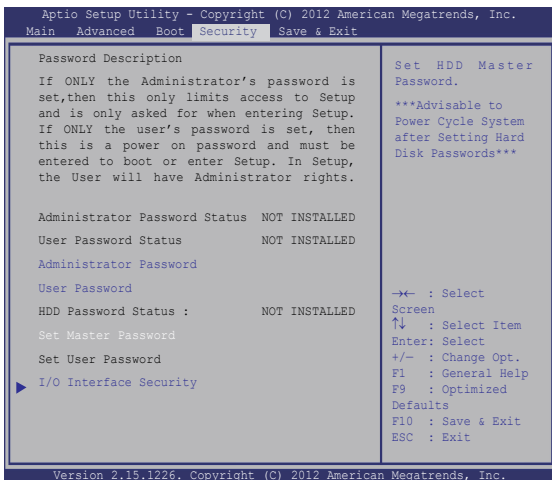 Aptio Setup Utility - Copyright (C) 2012 American Megatrends, Inc.
Main Advanced Boot Security Save & Exit
Password Description
If ONLY the Administrator's password is
set,then this only limits access to Setup
and is only asked for when entering Setup.
If ONLY the user's password is set, then
this is a power on password and must be
entered to boot or enter Setup. In Setup,
the User will have Administrator rights.
Administrator Password Status NOT INSTALLED
User Password Status NOT INSTALLED
Administrator Password
User Password
HDD Password Status : NOT INSTALLED
Set Master Password
Set User Password
I/O Interface Security
Set HDD Master
Password.
***Advisable to
Power Cycle System
after Setting Hard
Disk Passwords***
→← : Select
Screen
↑↓ : Select Item
Enter: Select
+/— : Change Opt.
F1 : General Help
F9 : Optimized
Defaults
F10 : Save & Exit
ESC : Exit
Version 2.15.1226. Copyright (C) 2012 American Megatrends, Inc.